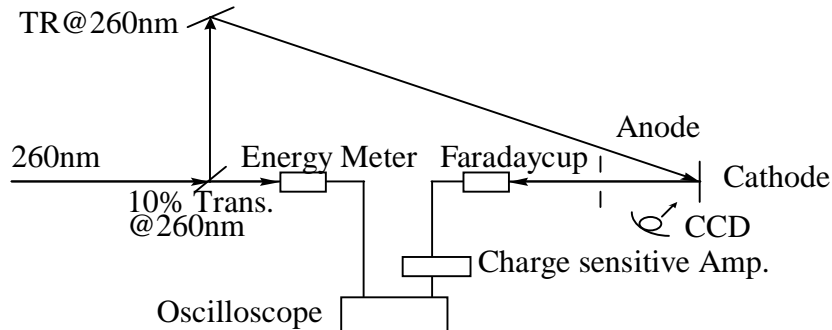 TR@260nm
Anode
260nm
Energy Meter
Faradaycup
Cathode
10% Trans.
@260nm
CCD
Charge sensitive Amp.
Oscilloscope